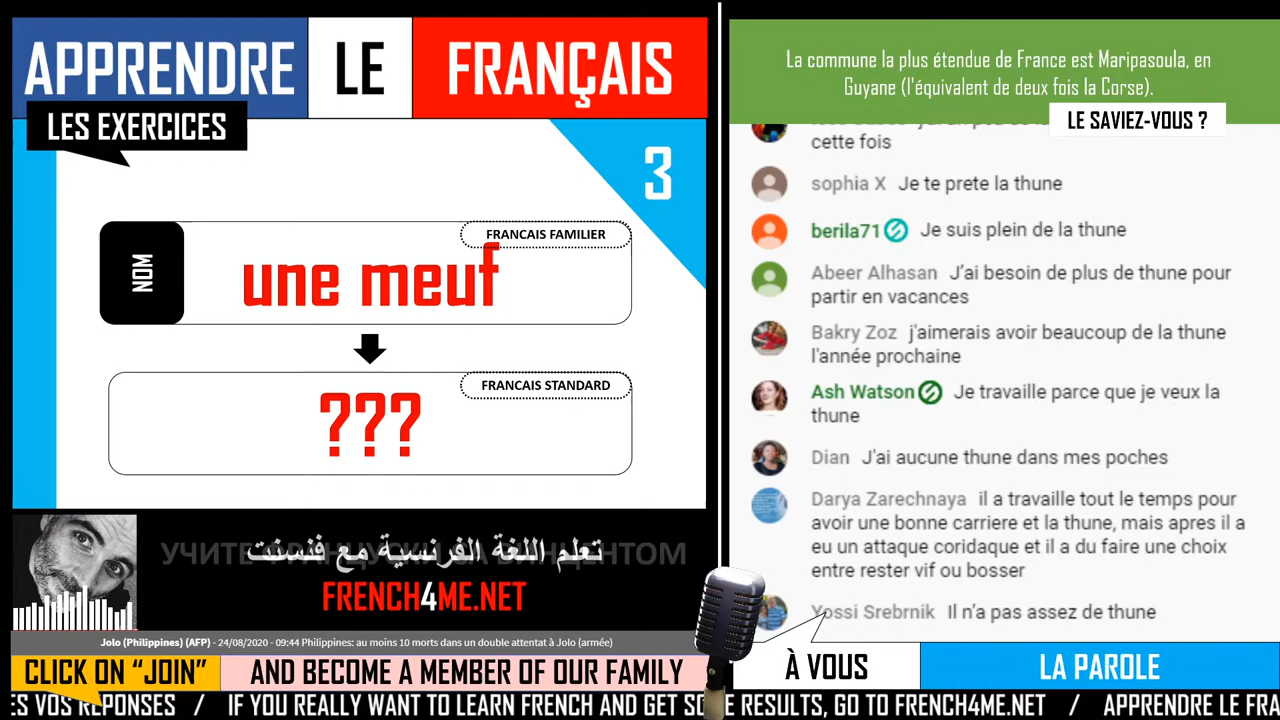 APPRENDRE LE FRANÇAIS
LES EXERCICES
3
NOM
FRANCAIS FAMILIER
une meuf
FRANCAIS STANDARD
???
تعلم اللغة الفرنسية مع فنسنت
FRENCH4ME.NET
Jolo (Philippines) (AFP) - 24/08/2020 - 09:44 Philippines: au moins 10 morts dans un double attentat à Jolo (armée)
CLICK ON “JOIN” AND BECOME A MEMBER OF OUR FAMILY
La commune la plus étendue de France est Maripasoula, en
Guyane (l'équivalent de deux fois la Corse).
LE SAVIEZ-VOUS ?
cette fois
sophia X Je te prete la thune
berila71 Je suis plein de la thune
Abeer Alhasan J’ai besoin de plus de thune pour
partir en vacances
Bakry Zoz j'aimerais avoir beaucoup de la thune
l'année prochaine
Ash Watson Je travaille parce que je veux la
thune
Dian J'ai aucune thune dans mes poches
Darya Zarechnaya il a travaille tout le temps pour
avoir une bonne carriere et la thune, mais apres il a
eu un attaque coridaque et il a du faire une choix
entre rester vif ou bosser
Yossi Srebrnik Il n’a pas assez de thune
À VOUS LA PAROLE
ES VOS RÉPONSES / IF YOU REALLY WANT TO LEARN FRENCH AND GET SOME RESULTS, GO TO FRENCH4ME.NET / APPRENDRE LE FRA